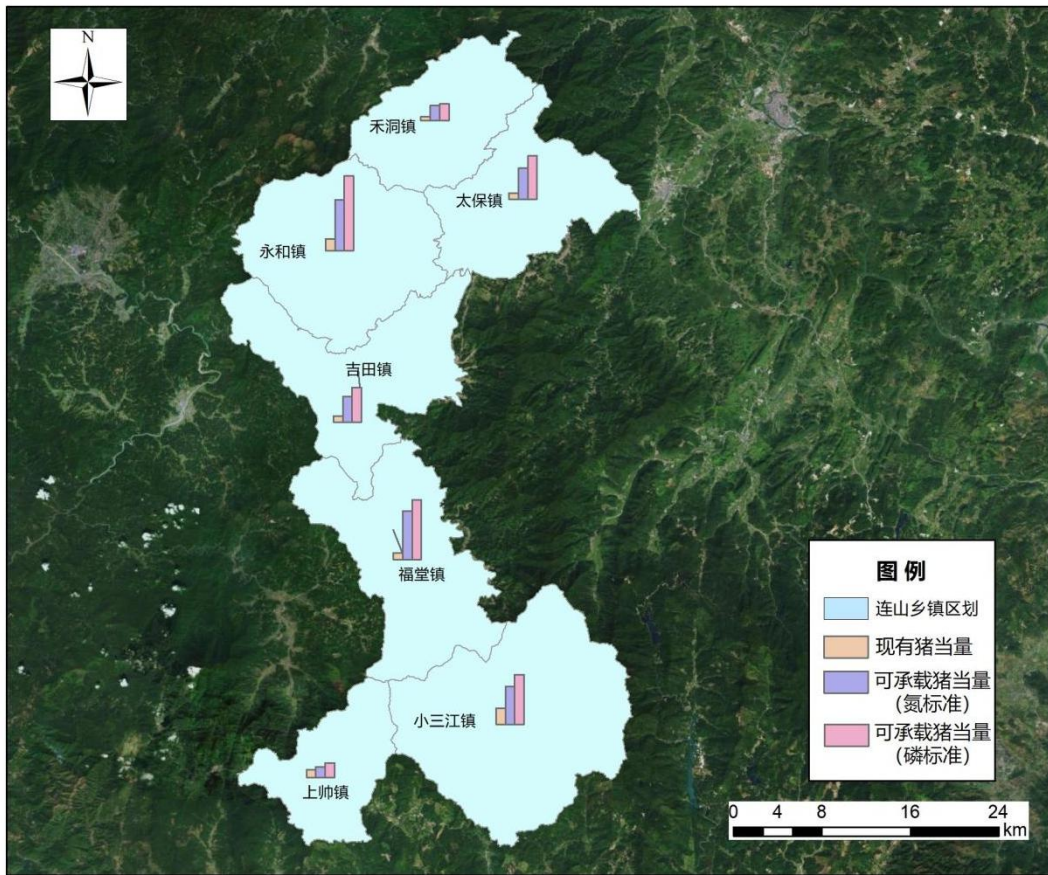 N
禾洞镇
太保镇
永和镇
吉田镇
福堂镇
小三江镇
上帅镇
图 例
连山乡镇区划
现有猪当量
可承载猪当量
(氮标准)
可承载猪当量
(磷标准)
0 4 8 16 24
km